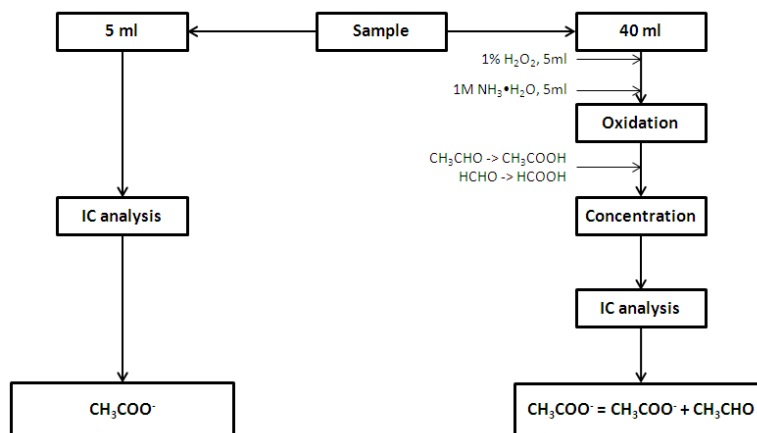 5 ml
Sample
40 ml
1% H₂O₂, 5ml
1M NH₃•H₂O, 5ml
Oxidation
CH₃CHO -> CH₃COOH
HCHO -> HCOOH
IC analysis
Concentration
IC analysis
CH₃COO⁻
CH₃COO⁻ = CH₃COO⁻ + CH₃CHO